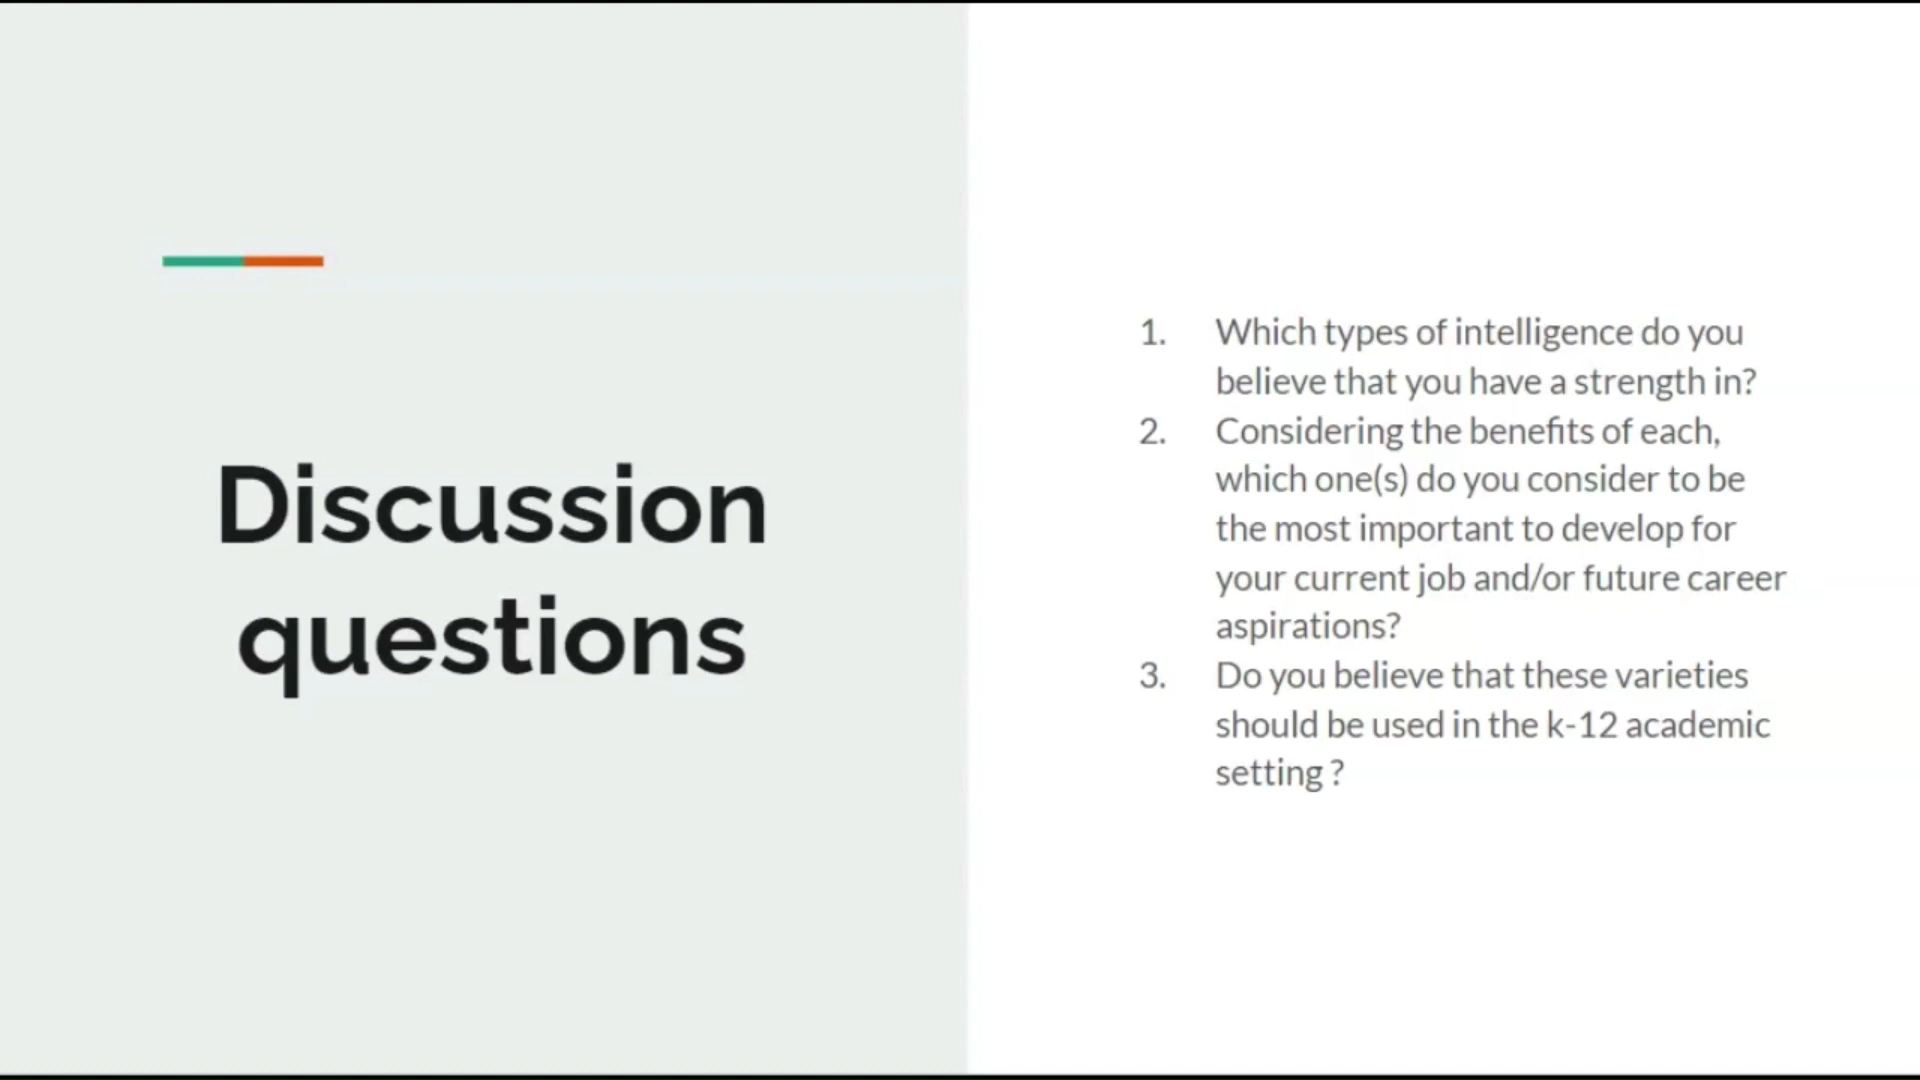 Discussion
questions
1. Which types of intelligence do you
believe that you have a strength in?
2. Considering the benefits of each,
which one(s) do you consider to be
the most important to develop for
your current job and/or future career
aspirations?
3. Do you believe that these varieties
should be used in the k-12 academic
setting ?